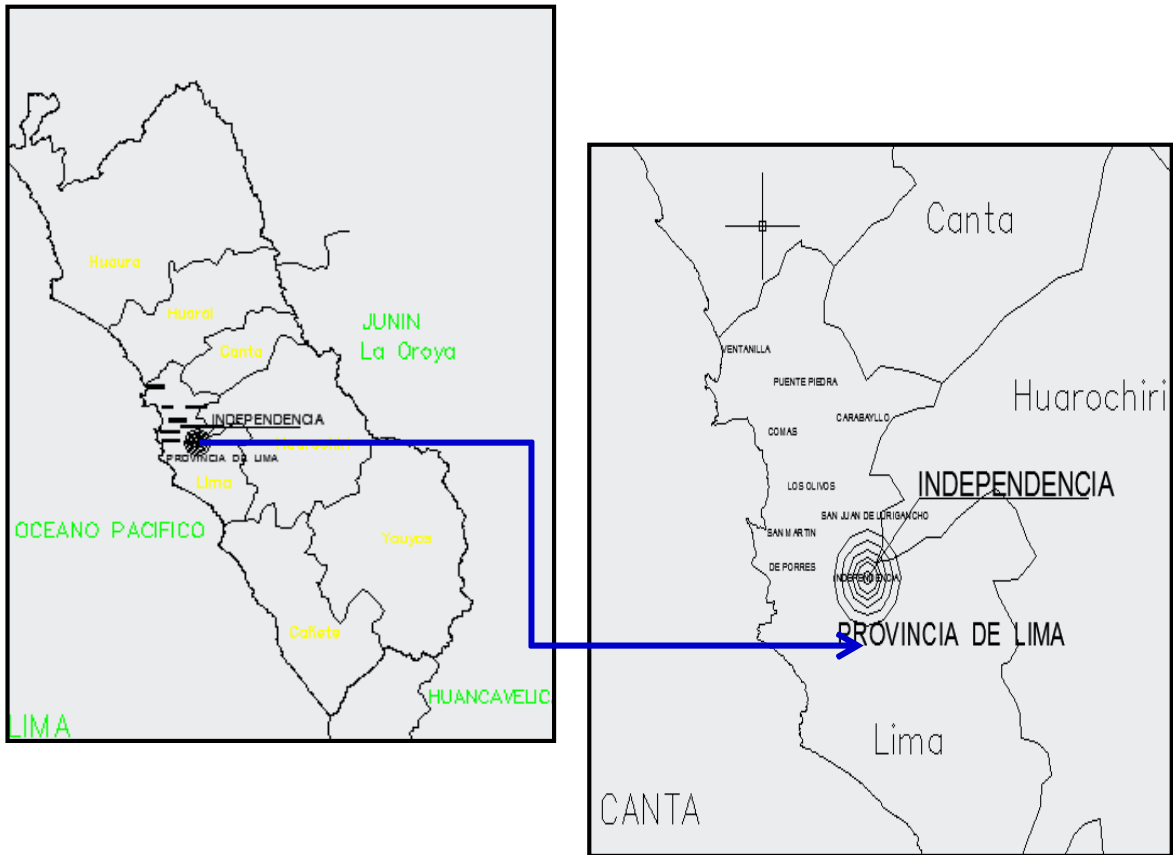 Huaura
Huaral
JUNIN
La Oroya
Canta
INDEPENDENCIA
Huarochiri
PROVINCIA DE LIMA
Lima
OCEANO PACIFICO
Yauyos
Cañete
HUANCAVELIC
LIMA
Canta
VENTANILLA
PUENTE PIEDRA
Huarochiri
CARABAYLLO
COMAS
LOS OLIVOS
INDEPENDENCIA
SAN JUAN DE LURIGANCHO
SAN MARTIN
DE PORRES
INDEPENDENCIA
PROVINCIA DE LIMA
Lima
CANTA